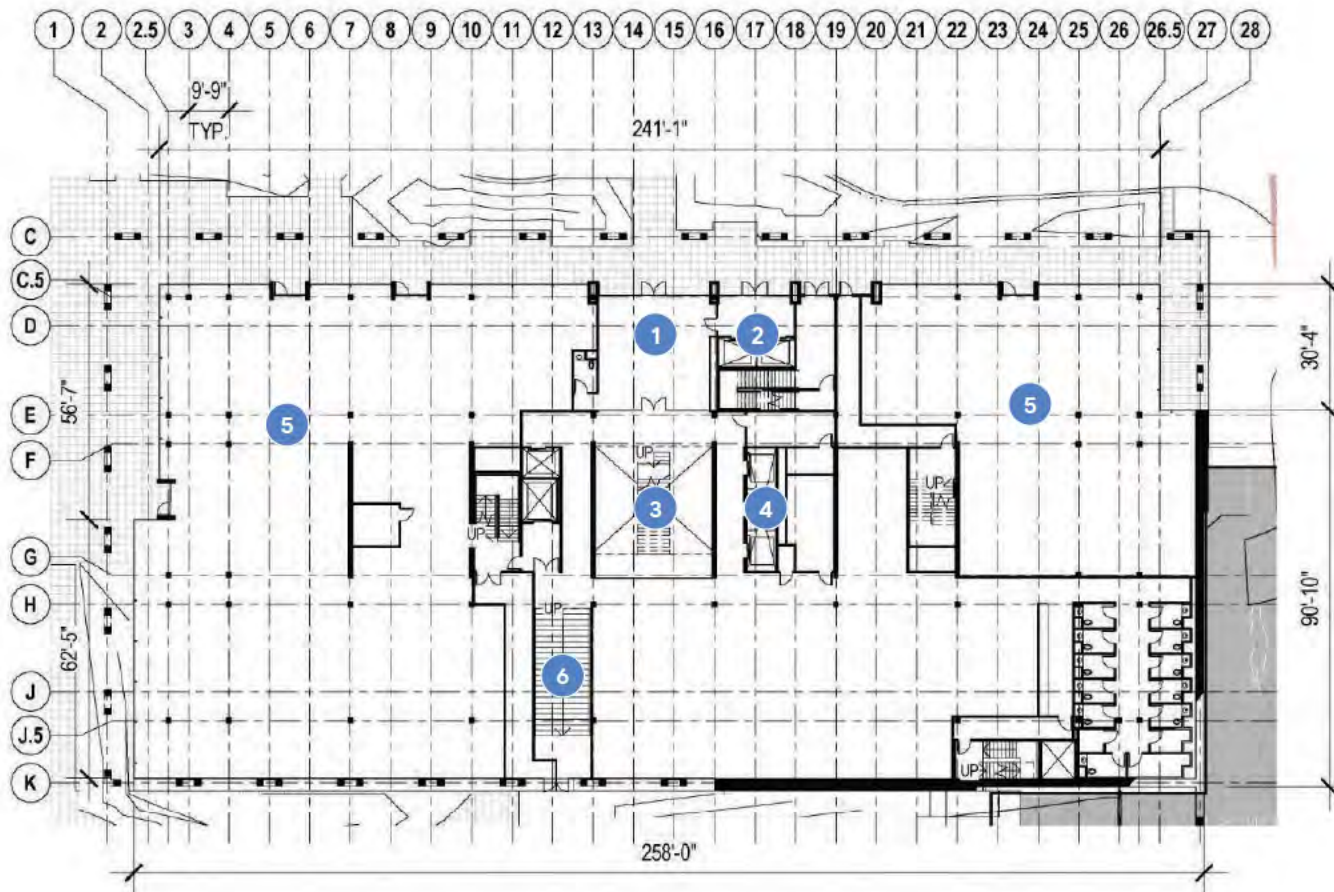 1 2 2.5 3 4 5 6 7 8 9 10 11 12 13 14 15 16 17 18 19 20 21 22 23 24 25 26 26.5 27 28
9'-9"
TYP.
241'-1"
C
C.5
D
E
F
G
H
J
J.5
K
56'-7"
62'-5"
30'-4"
90'-10"
1
2
5
5
UP
3
4
UP
UP
UP
6
UP
258'-0"